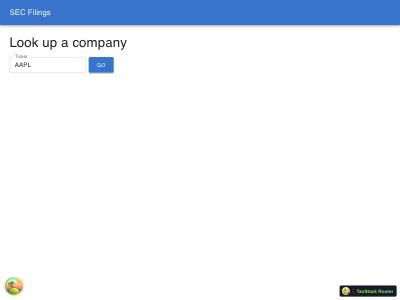 SEC Filings
Look up a company
Ticker
AAPL
GO
TanStack Router